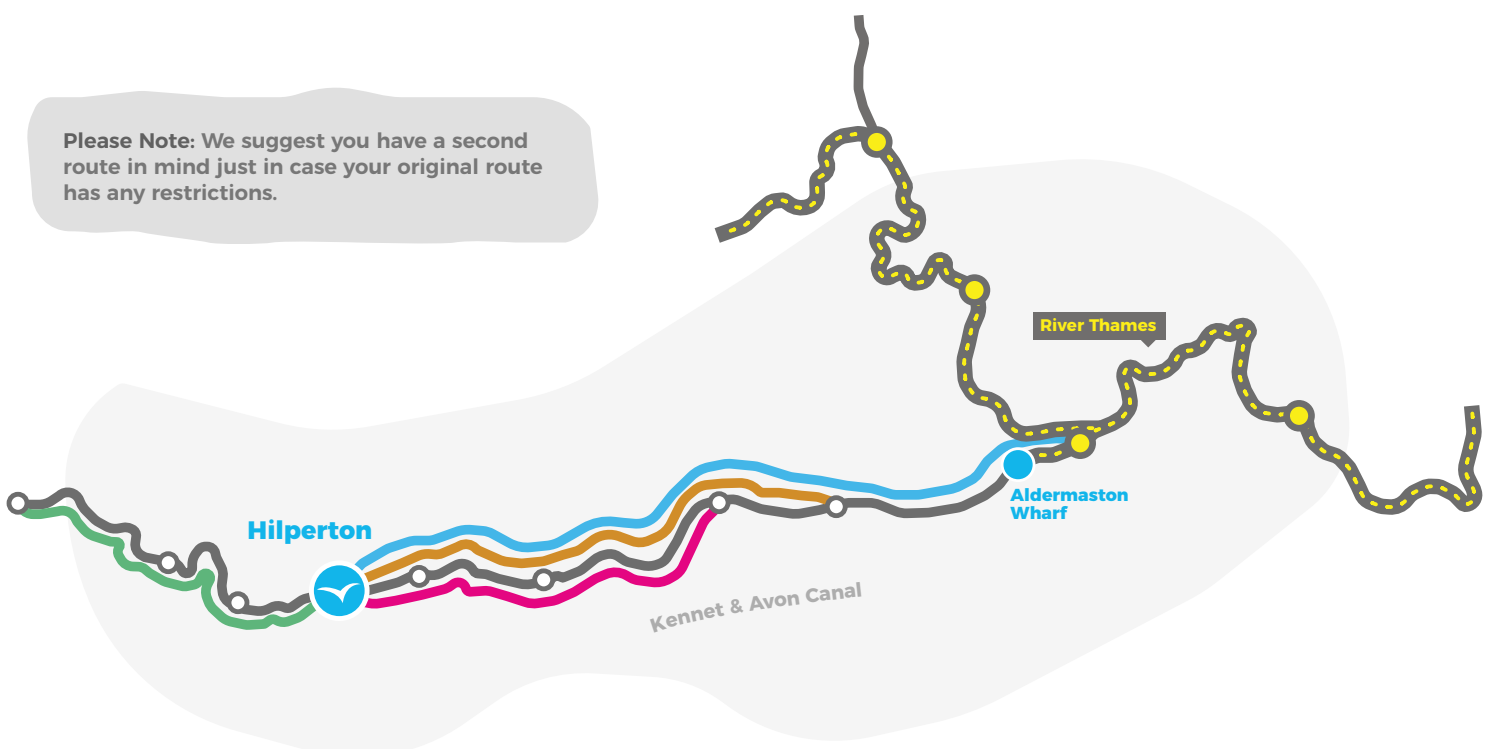 Please Note: We suggest you have a second
route in mind just in case your original route
has any restrictions.
River Thames
Aldermaston
Wharf
Hilperton
Kennet & Avon Canal